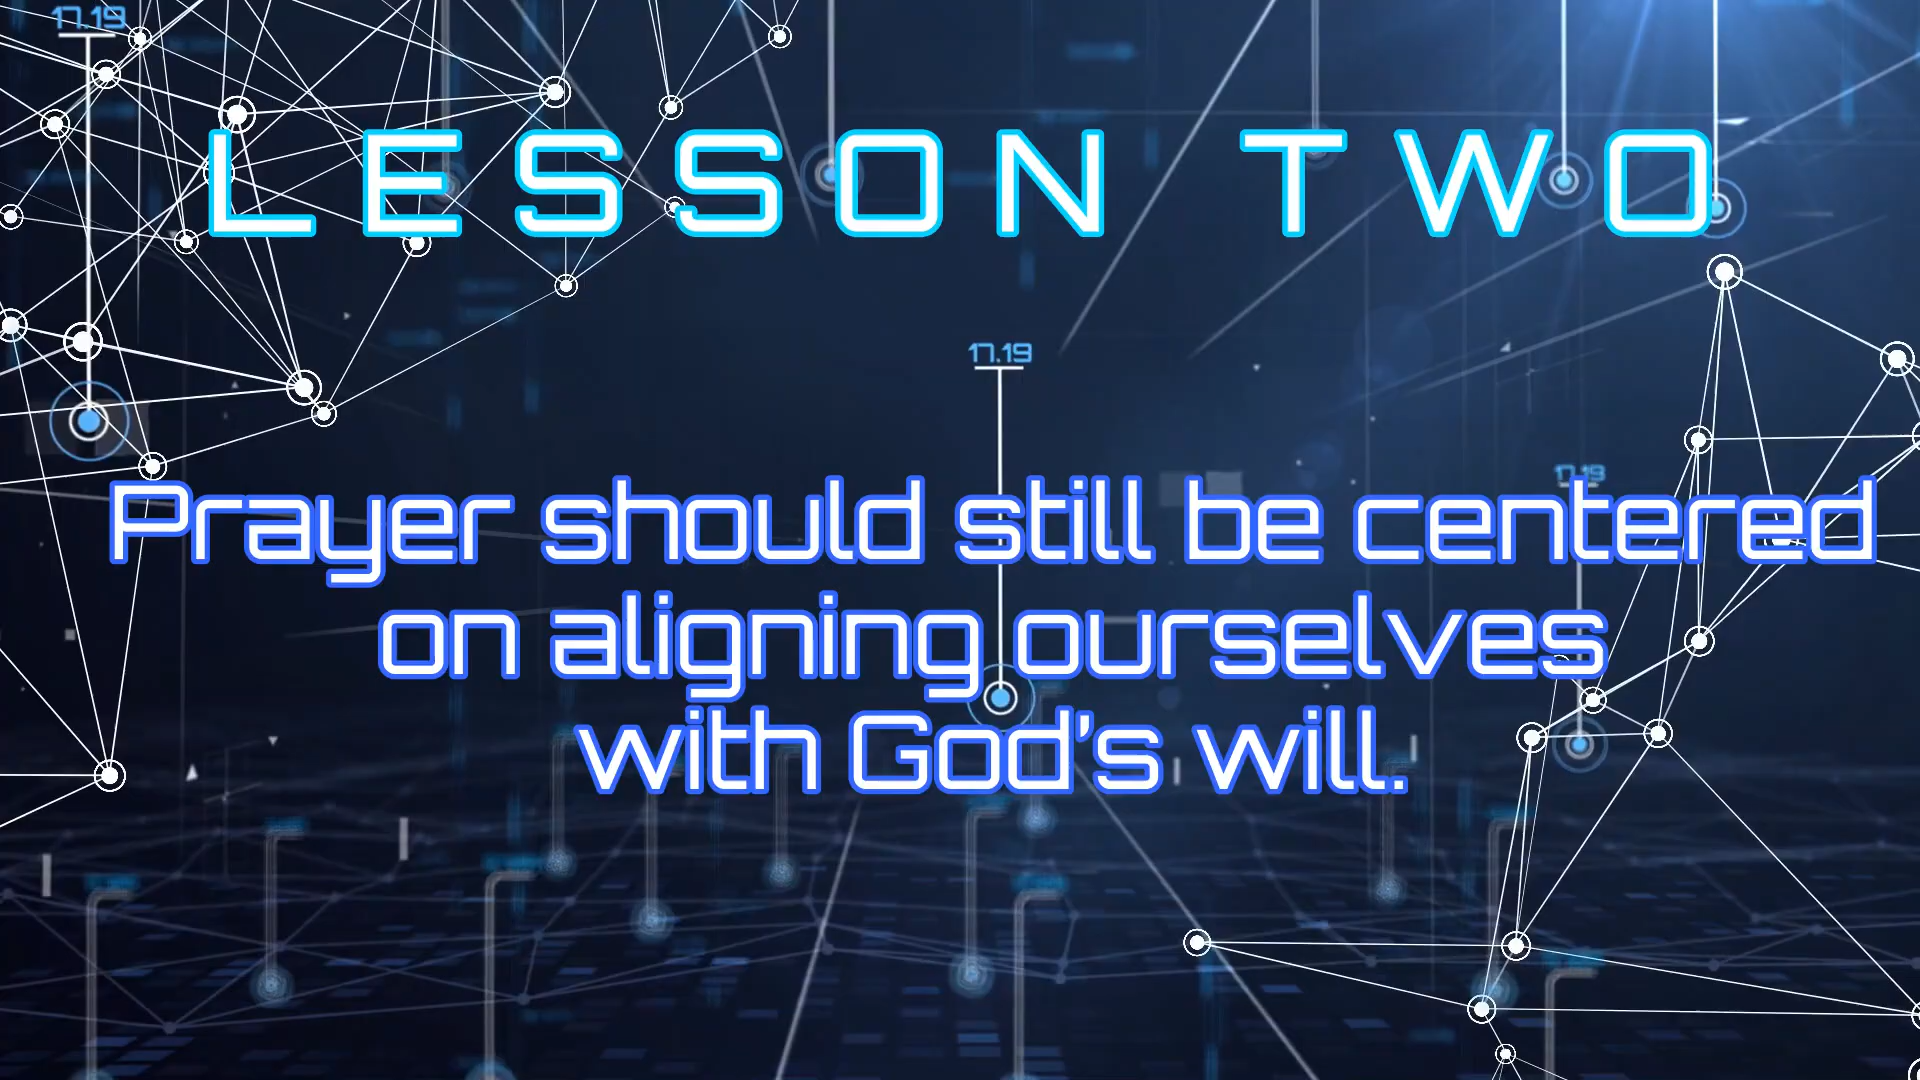 17.19
LESSON TWO
17.19
17.19
Prayer should still be centered
on aligning ourselves
with God's will.